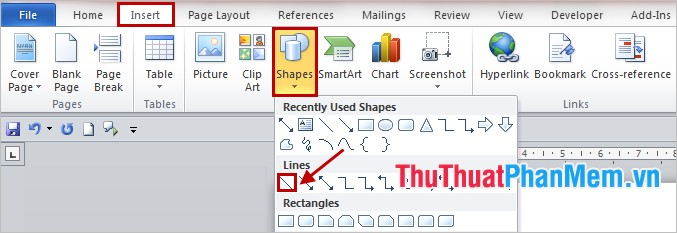 File Home Insert Page Layout References Mailings Review View Developer Add-Ins
Cover Page Blank Page Page Break Table Picture Clip Art Shapes SmartArt Chart Screenshot Hyperlink Bookmark Cross-reference
Pages Tables Links
Recently Used Shapes
Lines
ThuThuatPhanMem.vn
Rectangles